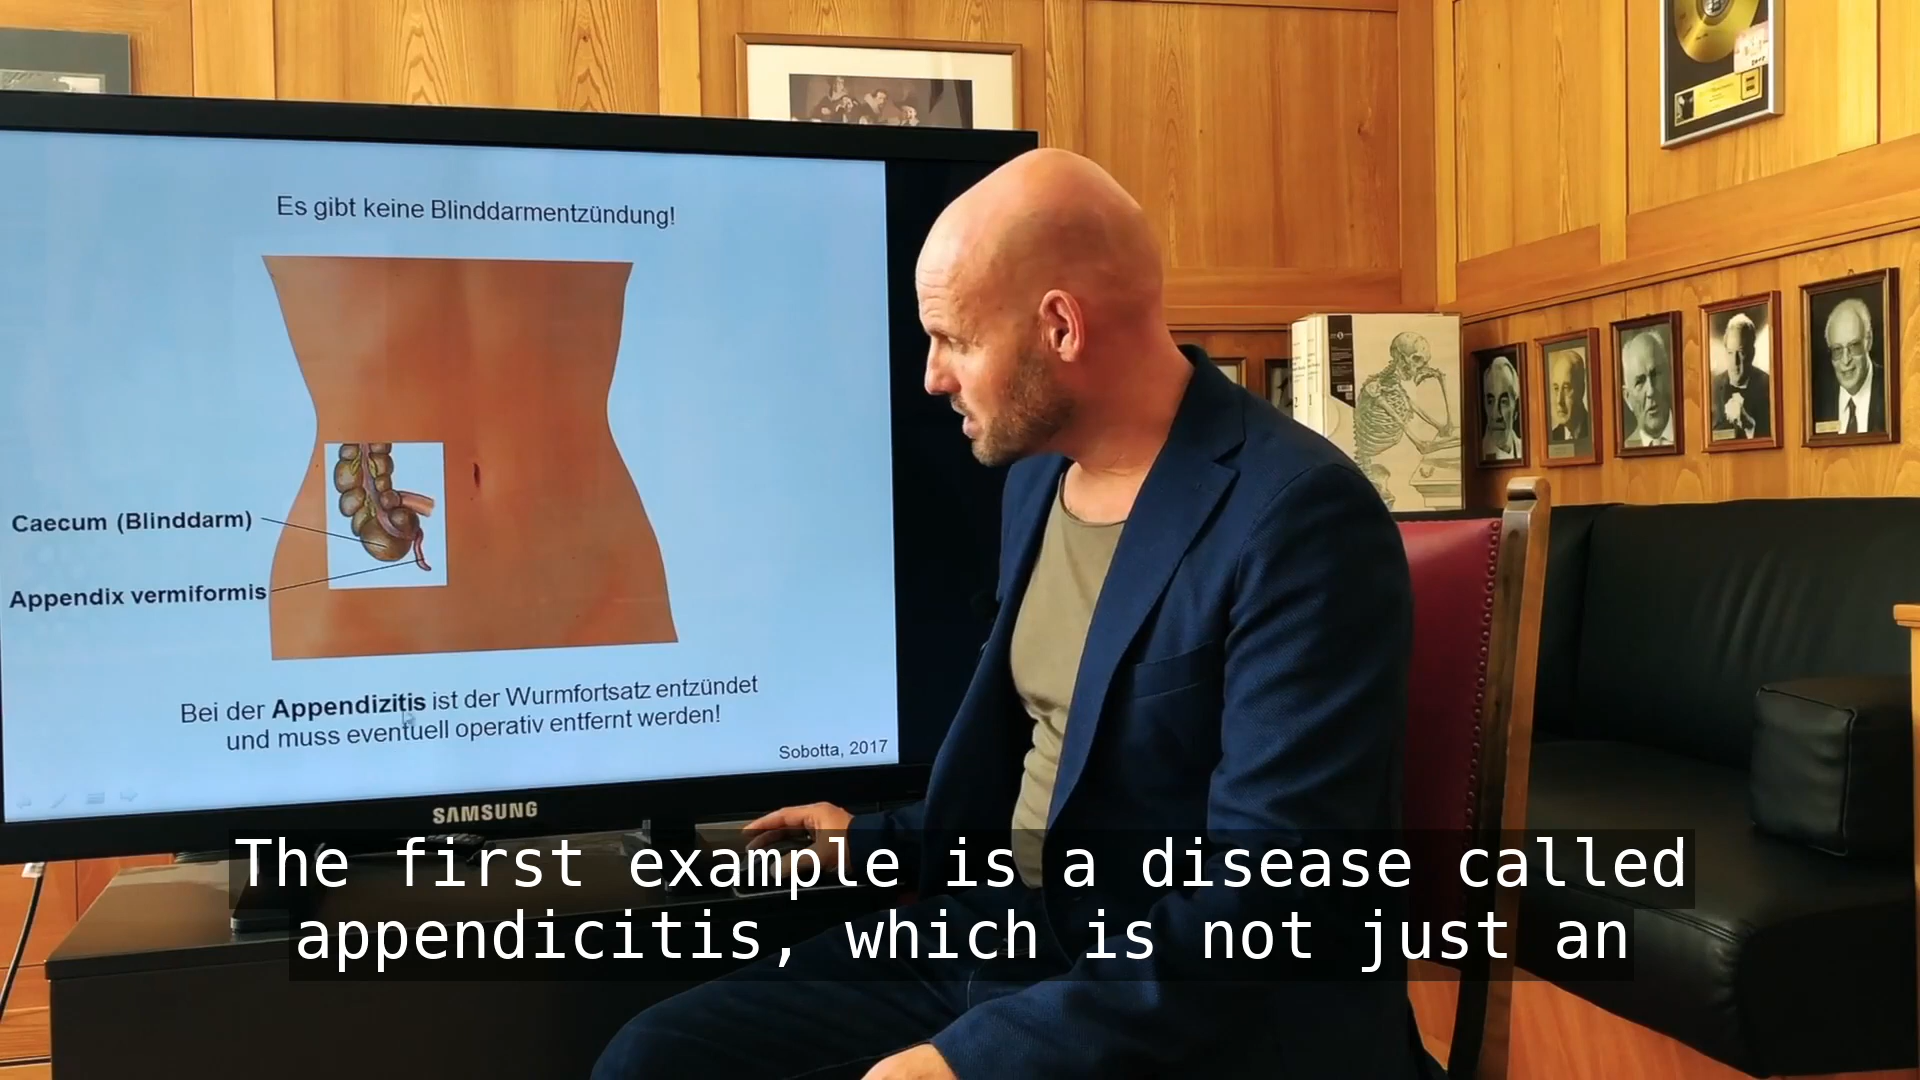 Es gibt keine Blinddarmentzündung!
Caecum (Blinddarm)
Appendix vermiformis
Bei der Appendizitis ist der Wurmfortsatz entzündet
und muss eventuell operativ entfernt werden!
Sobotta, 2017
SAMSUNG
The first example is a disease called
appendicitis, which is not just an